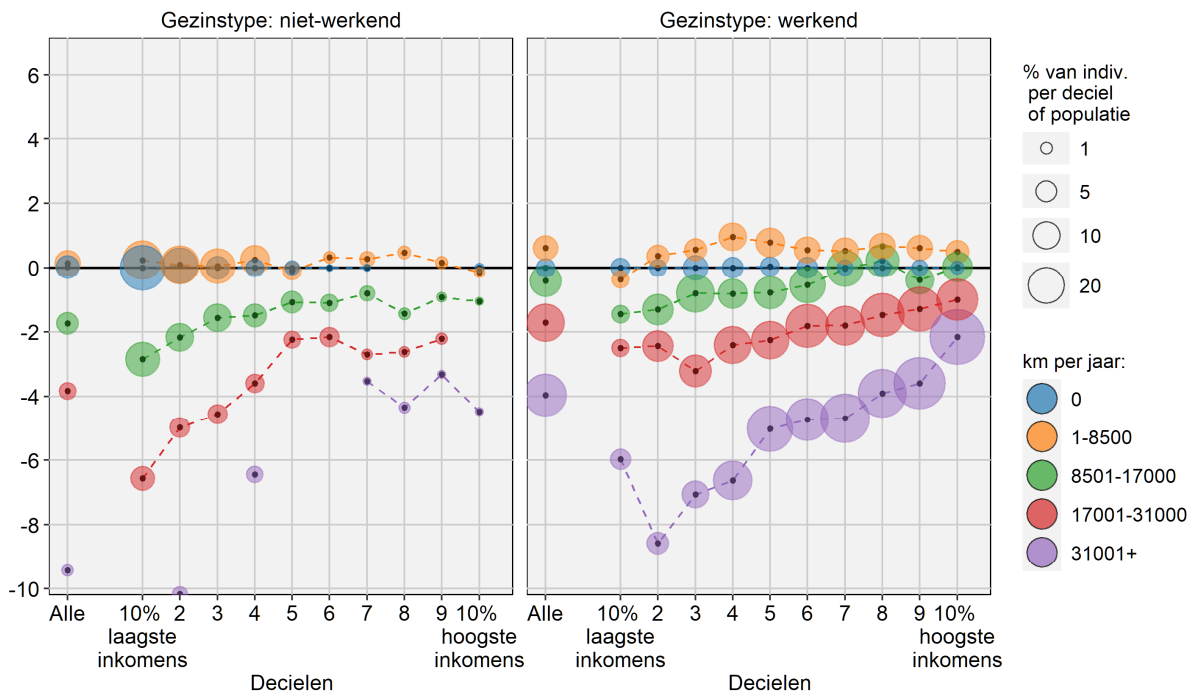 Gezinstype: niet-werkend
Gezinstype: werkend
6
4
2
0
-2
-4
-6
-8
-10
Alle 10% 2 3 4 5 6 7 8 9 10%
laagste hoogste
inkomens inkomens
Decielen
Alle 10% 2 3 4 5 6 7 8 9 10%
laagste hoogste
inkomens inkomens
Decielen
% van indiv.
per deciel
of populatie
1
5
10
20
km per jaar:
0
1-8500
8501-17000
17001-31000
31001+